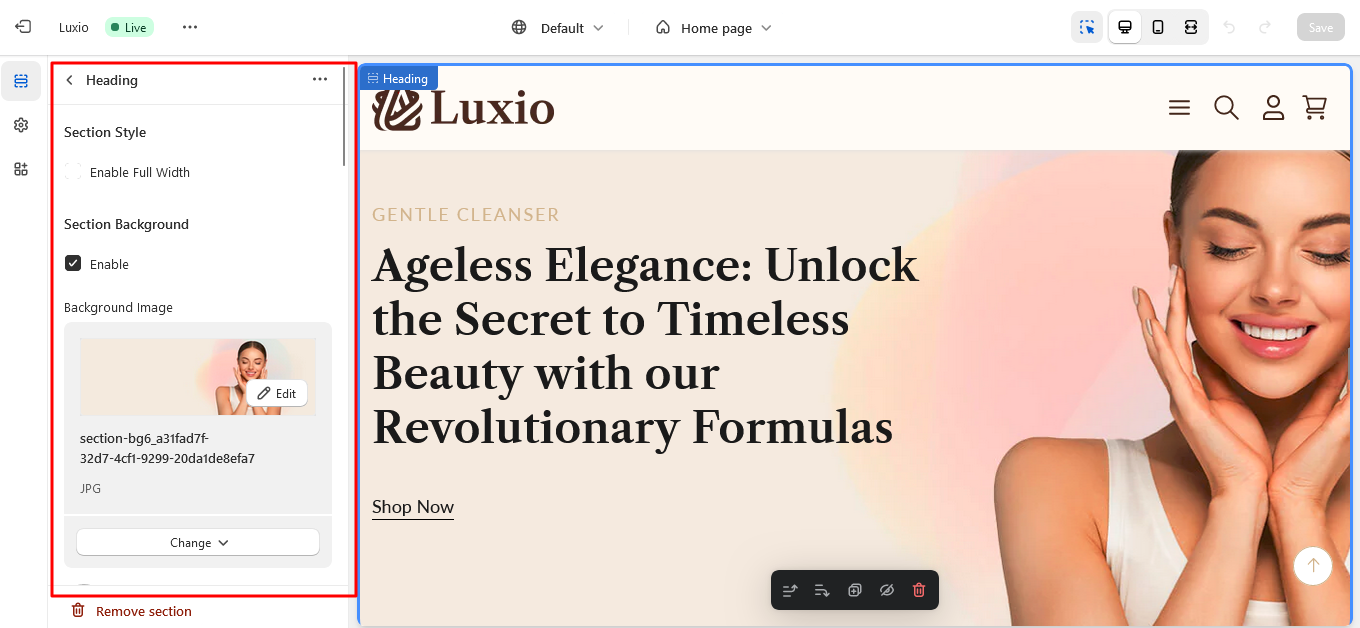 Luxio
Live
Default
Home page
Save
Heading
Section Style
Enable Full Width
Section Background
Enable
Background Image
Edit
section-bg6_a31fad7f-
32d7-4cf1-9299-20da1de8efa7
JPG
Change
Remove section
Heading
Luxio
GENTLE CLEANSER
Ageless Elegance: Unlock
the Secret to Timeless
Beauty with our
Revolutionary Formulas
Shop Now